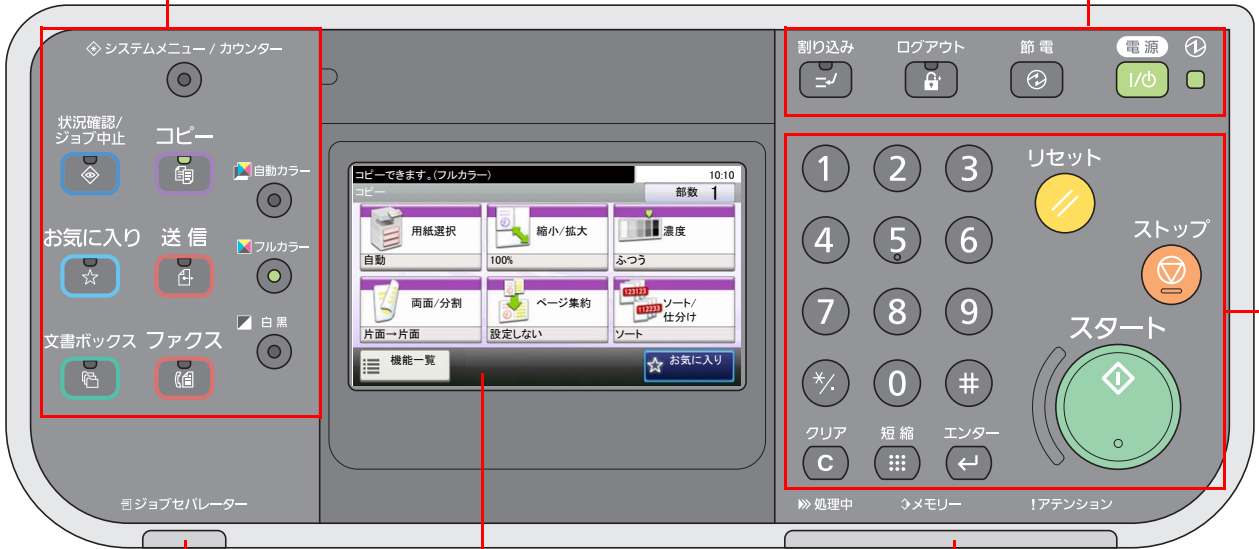 システムメニュー / カウンター
状況確認/
ジョブ中止
コピー
自動カラー
お気に入り
送信
フルカラー
文書ボックス
ファクス
白黒
ジョブセパレーター
コピーできます。(フルカラー)
10:10
コピー
部数 1
用紙選択
自動
縮小/拡大
100%
濃度
ふつう
両面/分割
片面→片面
ページ集約
設定しない
123123
112233
ソート/
仕分け
ソート
機能一覧
お気に入り
割り込み
ログアウト
節電
電源
I/⏻
1
2
3
リセット
4
5
6
ストップ
7
8
9
スタート
*/.
0
#
クリア
短縮
エンター
C
処理中
メモリー
!アテンション